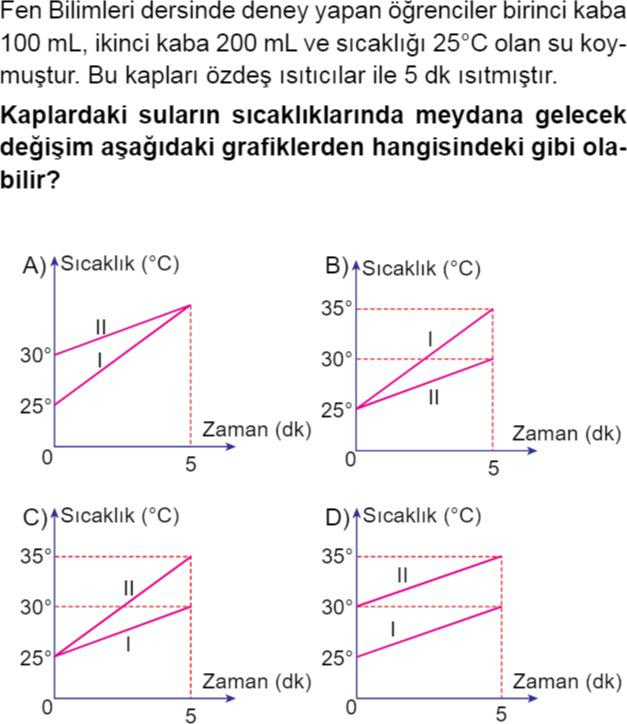 Fen Bilimleri dersinde deney yapan öğrenciler birinci kaba
100 mL, ikinci kaba 200 mL ve sıcaklığı 25°C olan su koy-
muştur. Bu kapları özdeş ısıtıcılar ile 5 dk ısıtmıştır.
Kaplardaki suların sıcaklıklarında meydana gelecek
değişim aşağıdaki grafiklerden hangisindeki gibi ola-
bilir?
A) Sıcaklık (°C)
II
30°
I
25°
Zaman (dk)
0
5
B) Sıcaklık (°C)
35°
I
30°
II
25°
Zaman (dk)
0
5
C) Sıcaklık (°C)
35°
II
30°
I
25°
Zaman (dk)
0
5
D) Sıcaklık (°C)
35°
II
30°
I
25°
Zaman (dk)
0
5